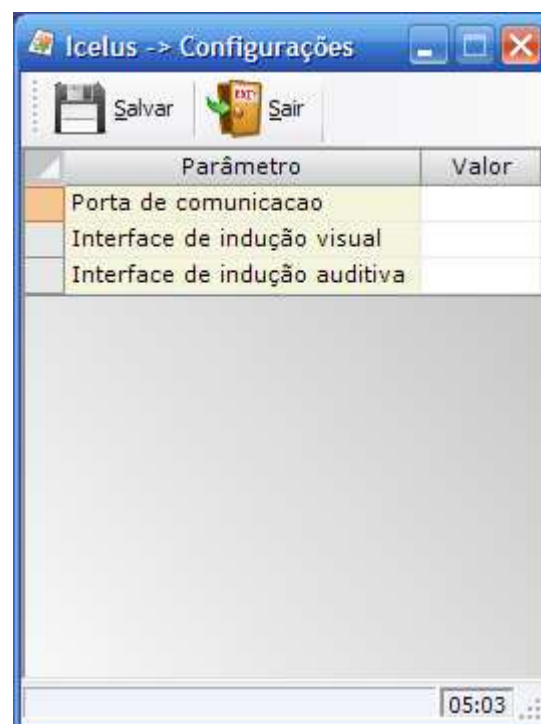 Icelus -> Configurações
Salvar EXIT Sair
Parâmetro Valor
Porta de comunicacao
Interface de indução visual
Interface de indução auditiva
05:03